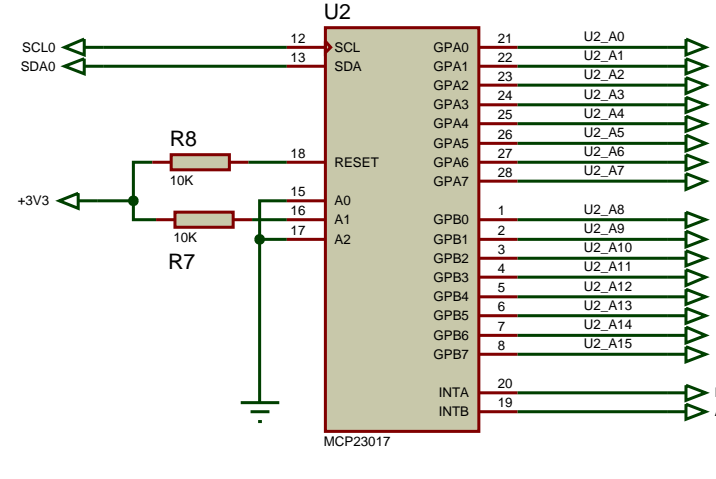 U2
SCL0 12 SCL GPA0 21 U2_A0
SDA0 13 SDA GPA1 22 U2_A1
GPA2 23 U2_A2
GPA3 24 U2_A3
GPA4 25 U2_A4
R8 GPA5 26 U2_A5
10K 18 RESET GPA6 27 U2_A6
GPA7 28 U2_A7
+3V3 15 A0
16 A1 GPB0 1 U2_A8
10K 17 A2 GPB1 2 U2_A9
R7 GPB2 3 U2_A10
GPB3 4 U2_A11
GPB4 5 U2_A12
GPB5 6 U2_A13
GPB6 7 U2_A14
GPB7 8 U2_A15
INTA 20
INTB 19
MCP23017